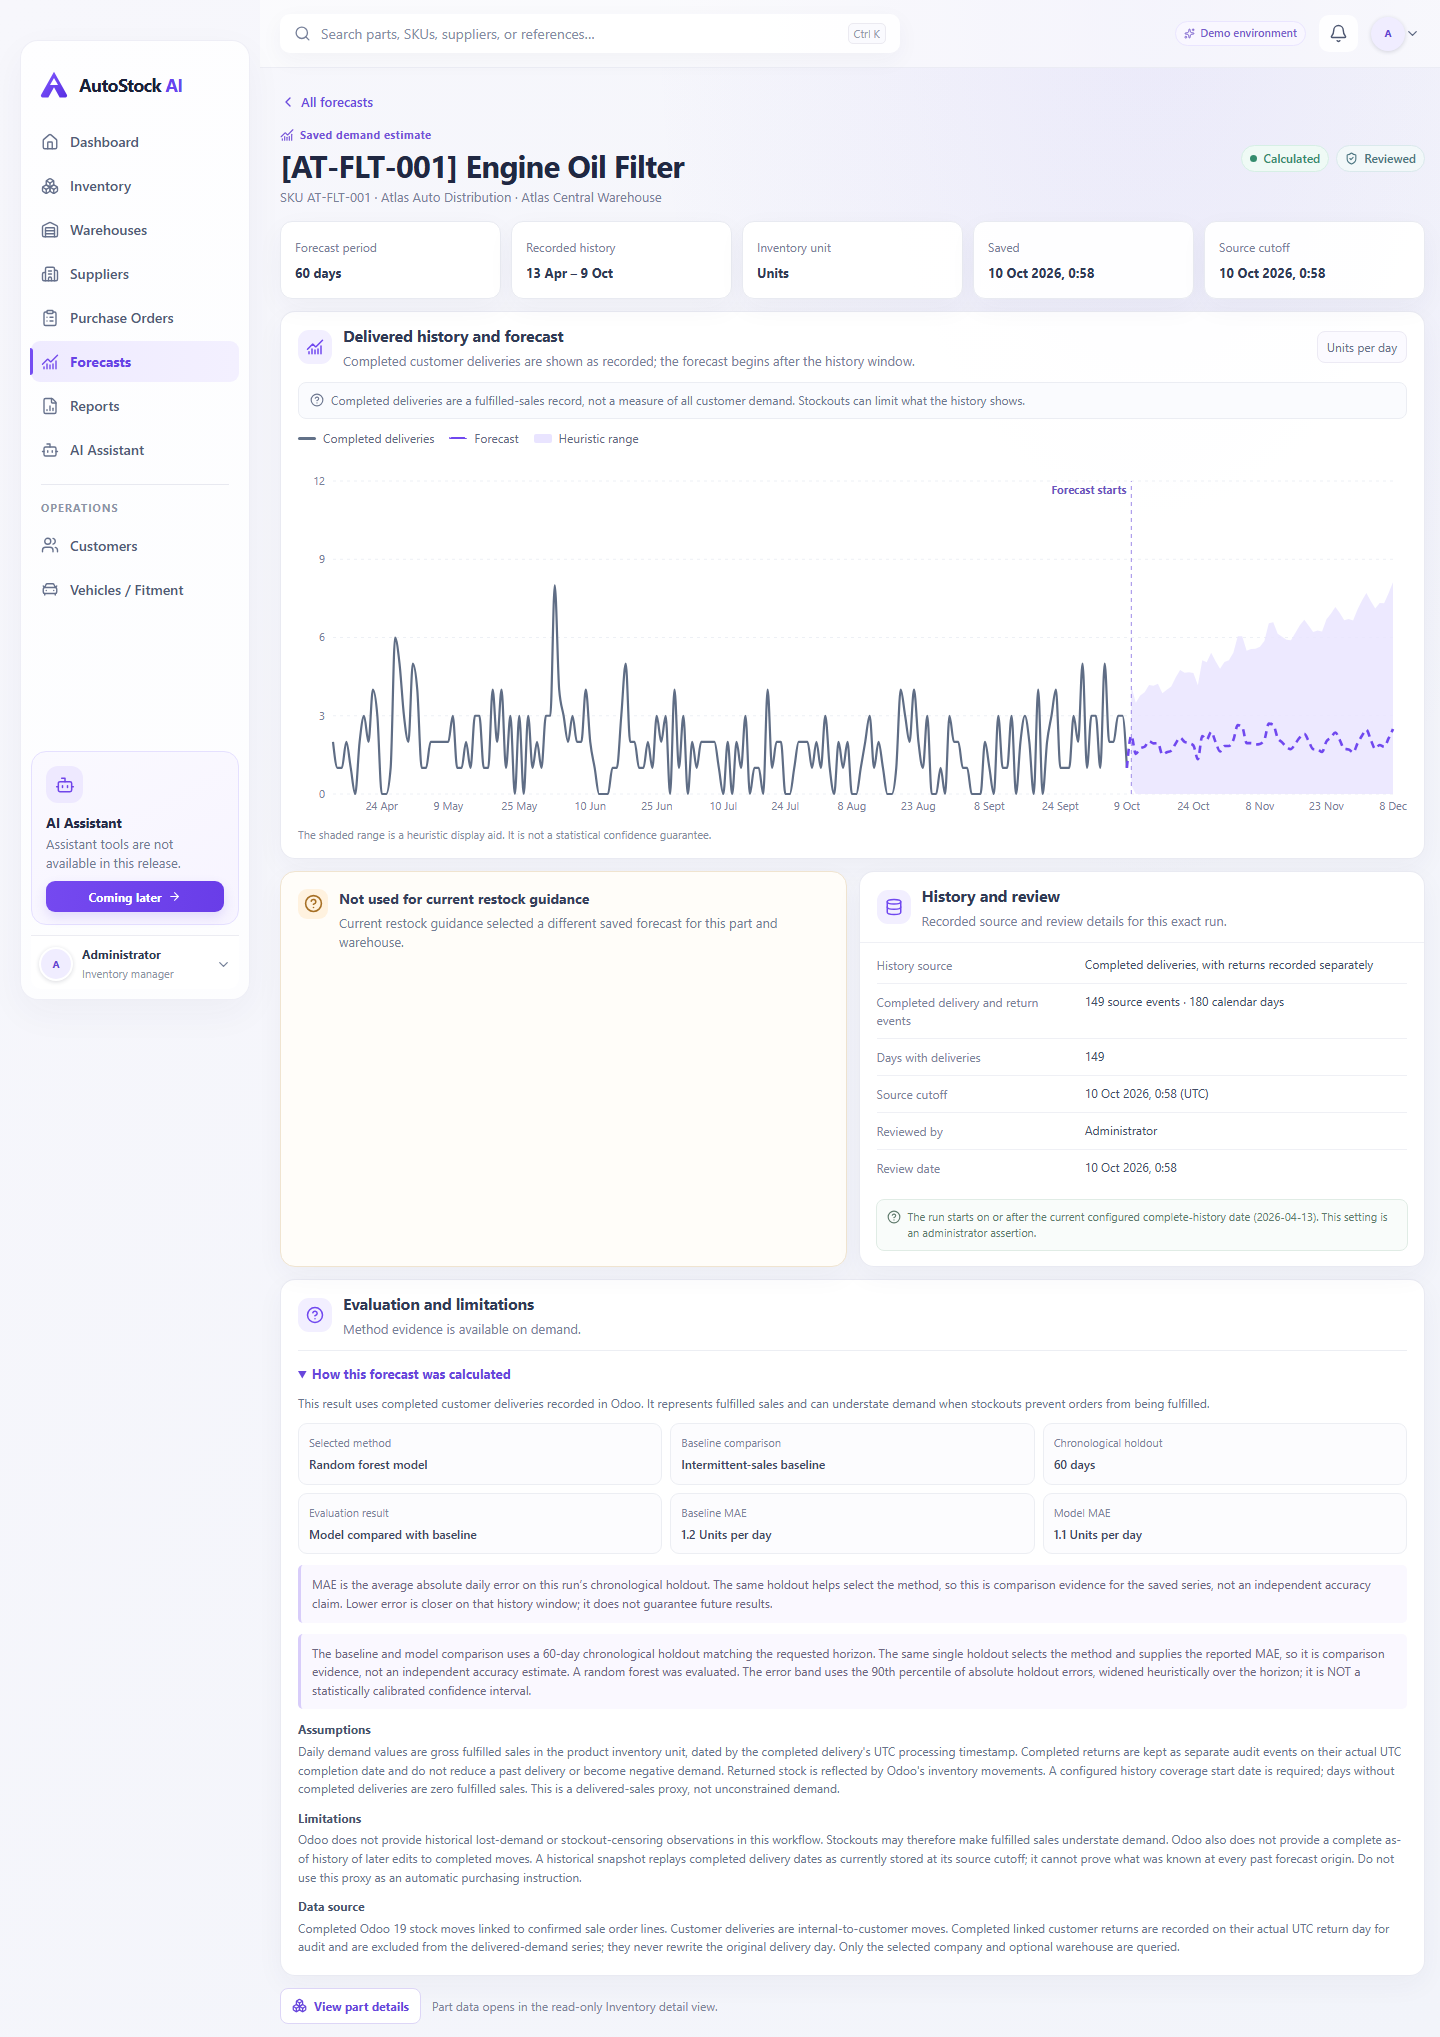 Search parts, SKUs, suppliers, or references...
Ctrl K
Demo environment
A
AutoStock AI
Dashboard
Inventory
Warehouses
Suppliers
Purchase Orders
Forecasts
Reports
AI Assistant
OPERATIONS
Customers
Vehicles / Fitment
AI Assistant
Assistant tools are not
available in this release.
Coming later
A
Administrator
Inventory manager
All forecasts
Saved demand estimate
[AT-FLT-001] Engine Oil Filter
SKU AT-FLT-001 · Atlas Auto Distribution · Atlas Central Warehouse
Calculated
Reviewed
Forecast period
60 days
Recorded history
13 Apr – 9 Oct
Inventory unit
Units
Saved
10 Oct 2026, 0:58
Source cutoff
10 Oct 2026, 0:58
Delivered history and forecast
Completed customer deliveries are shown as recorded; the forecast begins after the history window.
Units per day
Completed deliveries are a fulfilled-sales record, not a measure of all customer demand. Stockouts can limit what the history shows.
Completed deliveries
Forecast
Heuristic range
12
9
6
3
0
Forecast starts
24 Apr
9 May
25 May
10 Jun
25 Jun
10 Jul
24 Jul
8 Aug
23 Aug
8 Sept
24 Sept
9 Oct
24 Oct
8 Nov
23 Nov
8 Dec
The shaded range is a heuristic display aid. It is not a statistical confidence guarantee.
Not used for current restock guidance
Current restock guidance selected a different saved forecast for this part and
warehouse.
History and review
Recorded source and review details for this exact run.
History source
Completed deliveries, with returns recorded separately
Completed delivery and return
events
149 source events · 180 calendar days
Days with deliveries
149
Source cutoff
10 Oct 2026, 0:58 (UTC)
Reviewed by
Administrator
Review date
10 Oct 2026, 0:58
The run starts on or after the current configured complete-history date (2026-04-13). This setting is
an administrator assertion.
Evaluation and limitations
Method evidence is available on demand.
How this forecast was calculated
This result uses completed customer deliveries recorded in Odoo. It represents fulfilled sales and can understate demand when stockouts prevent orders from being fulfilled.
Selected method
Random forest model
Baseline comparison
Intermittent-sales baseline
Chronological holdout
60 days
Evaluation result
Model compared with baseline
Baseline MAE
1.2 Units per day
Model MAE
1.1 Units per day
MAE is the average absolute daily error on this run's chronological holdout. The same holdout helps select the method, so this is comparison evidence for the saved series, not an independent accuracy
claim. Lower error is closer on that history window; it does not guarantee future results.
The baseline and model comparison uses a 60-day chronological holdout matching the requested horizon. The same single holdout selects the method and supplies the reported MAE, so it is comparison
evidence, not an independent accuracy estimate. A random forest was evaluated. The error band uses the 90th percentile of absolute holdout errors, widened heuristically over the horizon; it is NOT a
statistically calibrated confidence interval.
Assumptions
Daily demand values are gross fulfilled sales in the product inventory unit, dated by the completed delivery's UTC processing timestamp. Completed returns are kept as separate audit events on their actual UTC
completion date and do not reduce a past delivery or become negative demand. Returned stock is reflected by Odoo's inventory movements. A configured history coverage start date is required; days without
completed deliveries are zero fulfilled sales. This is a delivered-sales proxy, not unconstrained demand.
Limitations
Odoo does not provide historical lost-demand or stockout-censoring observations in this workflow. Stockouts may therefore make fulfilled sales understate demand. Odoo also does not provide a complete as-
of history of later edits to completed moves. A historical snapshot replays completed delivery dates as currently stored at its source cutoff; it cannot prove what was known at every past forecast origin. Do not
use this proxy as an automatic purchasing instruction.
Data source
Completed Odoo 19 stock moves linked to confirmed sale order lines. Customer deliveries are internal-to-customer moves. Completed linked customer returns are recorded on their actual UTC return day for
audit and are excluded from the delivered-demand series; they never rewrite the original delivery day. Only the selected company and optional warehouse are queried.
View part details
Part data opens in the read-only Inventory detail view.